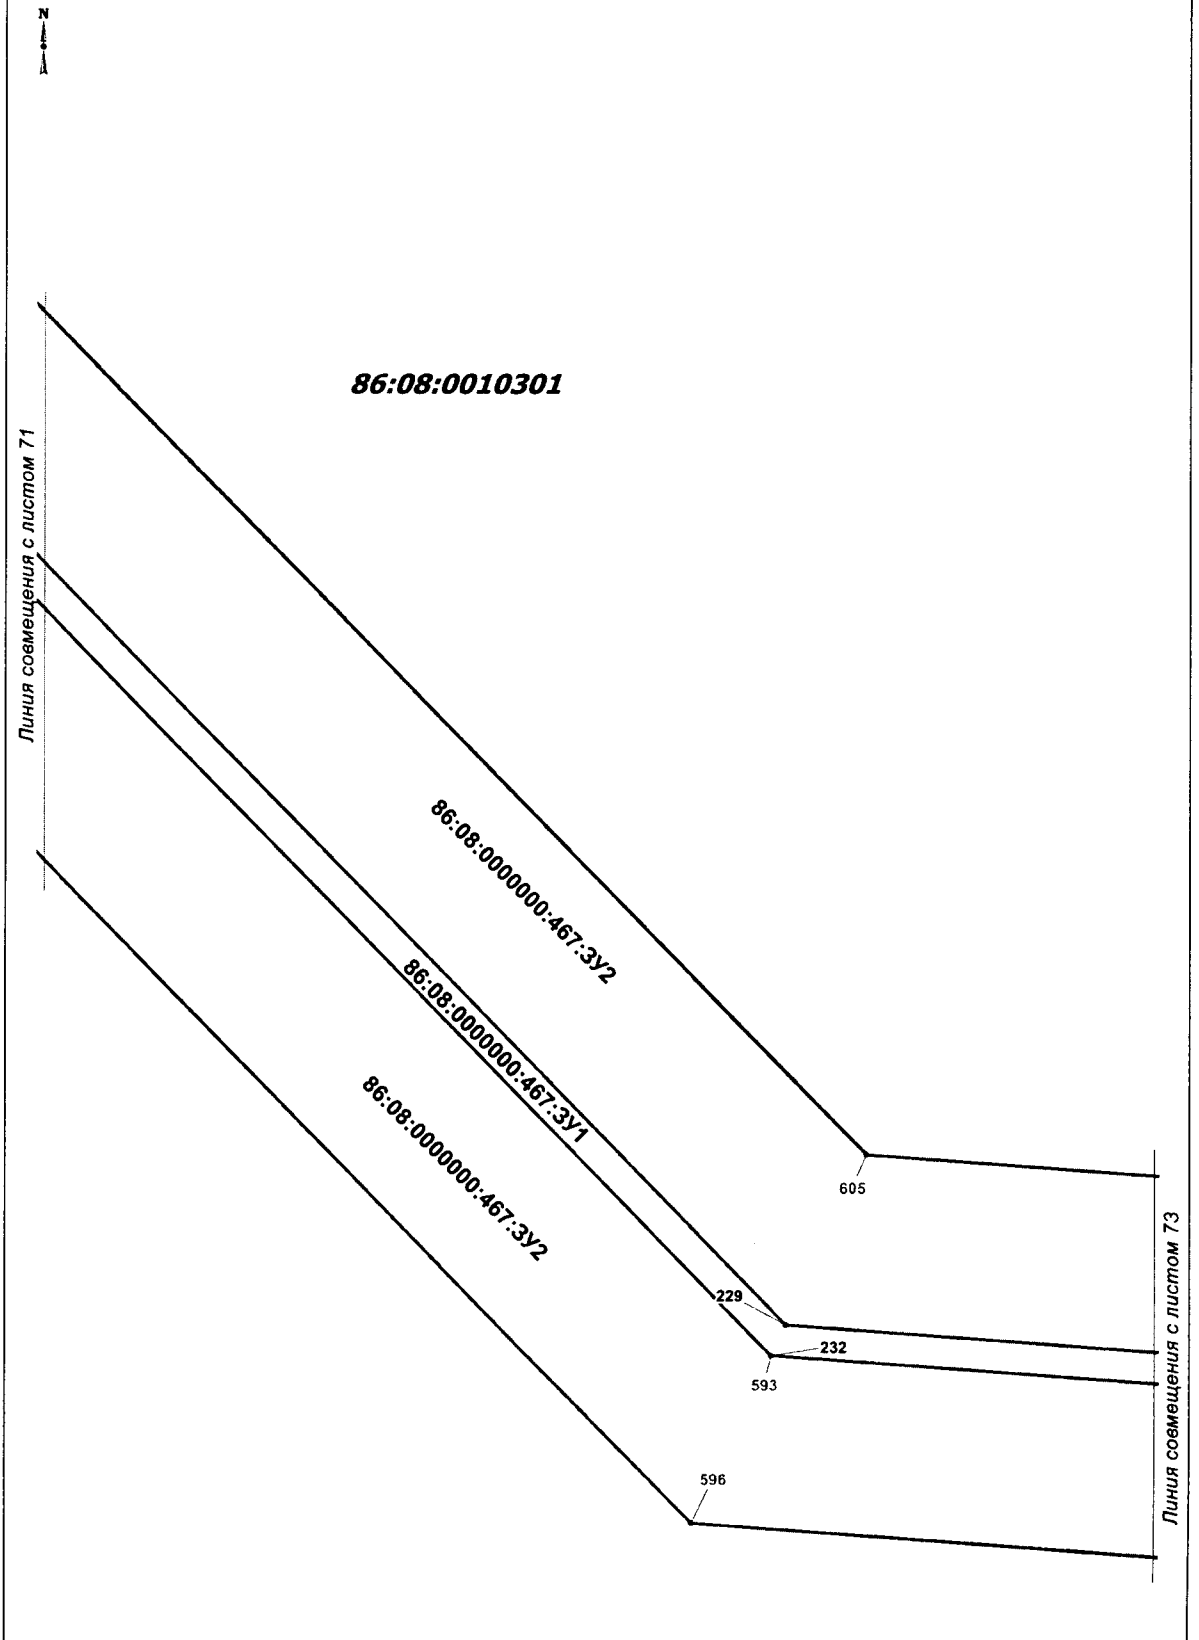 N
86:08:0010301
Линия совмещения с листом 71
86:08:0000000:467:ЗУ2
86:08:0000000:467:ЗУ1
86:08:0000000:467:ЗУ2
605
229
232
593
596
Линия совмещения с листом 73